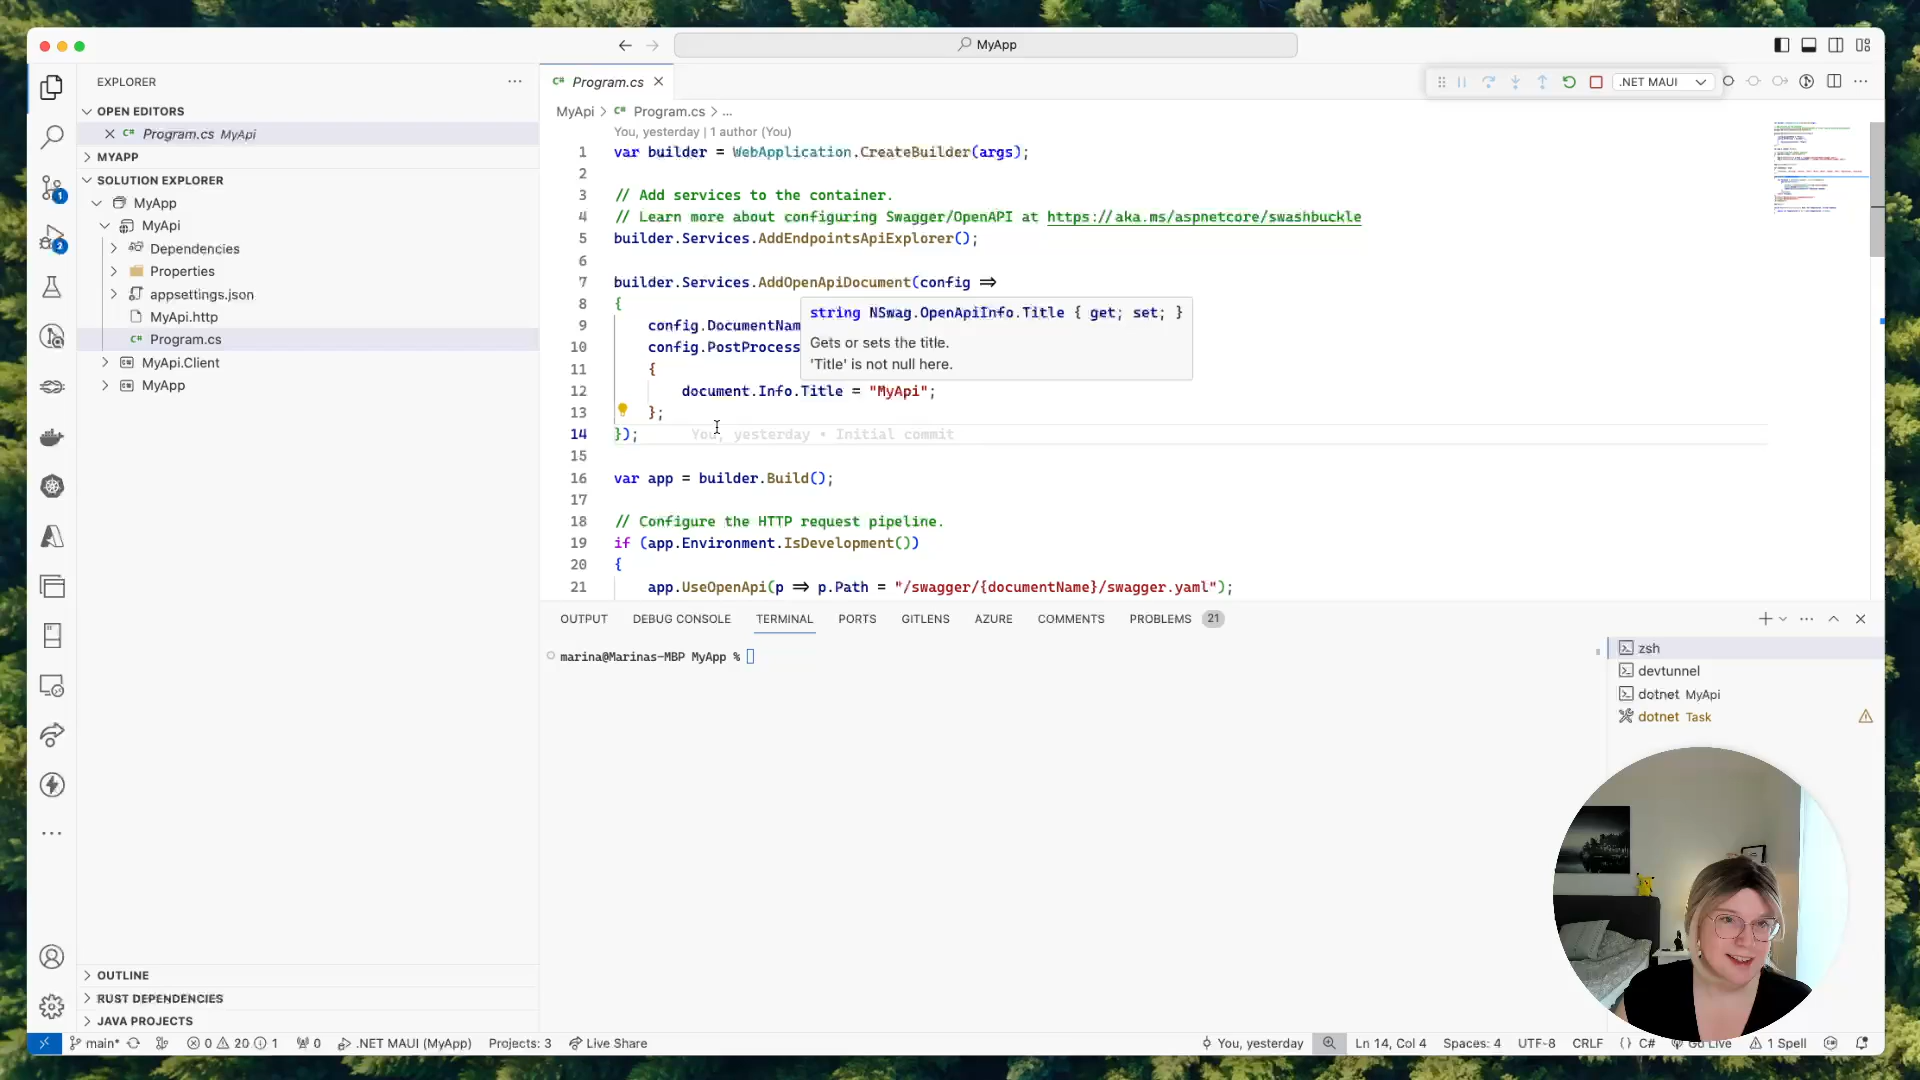 MyApp
EXPLORER
OPEN EDITORS
Program.cs MyApi
MYAPP
SOLUTION EXPLORER
MyApp
MyApi
Dependencies
Properties
appsettings.json
MyApi.http
Program.cs
MyApi.Client
MyApp
OUTLINE
RUST DEPENDENCIES
JAVA PROJECTS
C# Program.cs
.NET MAUI
MyApi > C# Program.cs > ...
You, yesterday | 1 author (You)
1 var builder = WebApplication.CreateBuilder(args);
2
3 // Add services to the container.
4 // Learn more about configuring Swagger/OpenAPI at https://aka.ms/aspnetcore/swashbuckle
5 builder.Services.AddEndpointsApiExplorer();
6
7 builder.Services.AddOpenApiDocument(config =>
8 {
string NSwag.OpenApiInfo.Title { get; set; }
9 config.DocumentNam
Gets or sets the title.
10 config.PostProcess
'Title' is not null here.
11 {
12 document.Info.Title = "MyApi";
13 };
14 }); You, yesterday • Initial commit
15
16 var app = builder.Build();
17
18 // Configure the HTTP request pipeline.
19 if (app.Environment.IsDevelopment())
20 {
21 app.UseOpenApi(p => p.Path = "/swagger/{documentName}/swagger.yaml");
OUTPUT DEBUG CONSOLE TERMINAL PORTS GITLENS AZURE COMMENTS PROBLEMS 21
marina@Marinas-MBP MyApp %
zsh
devtunnel
dotnet MyApi
dotnet Task
1
2
main* 0 20 1 0 .NET MAUI (MyApp) Projects: 3 Live Share You, yesterday Ln 14, Col 4 Spaces: 4 UTF-8 CRLF {} C# Go Live 1 Spell